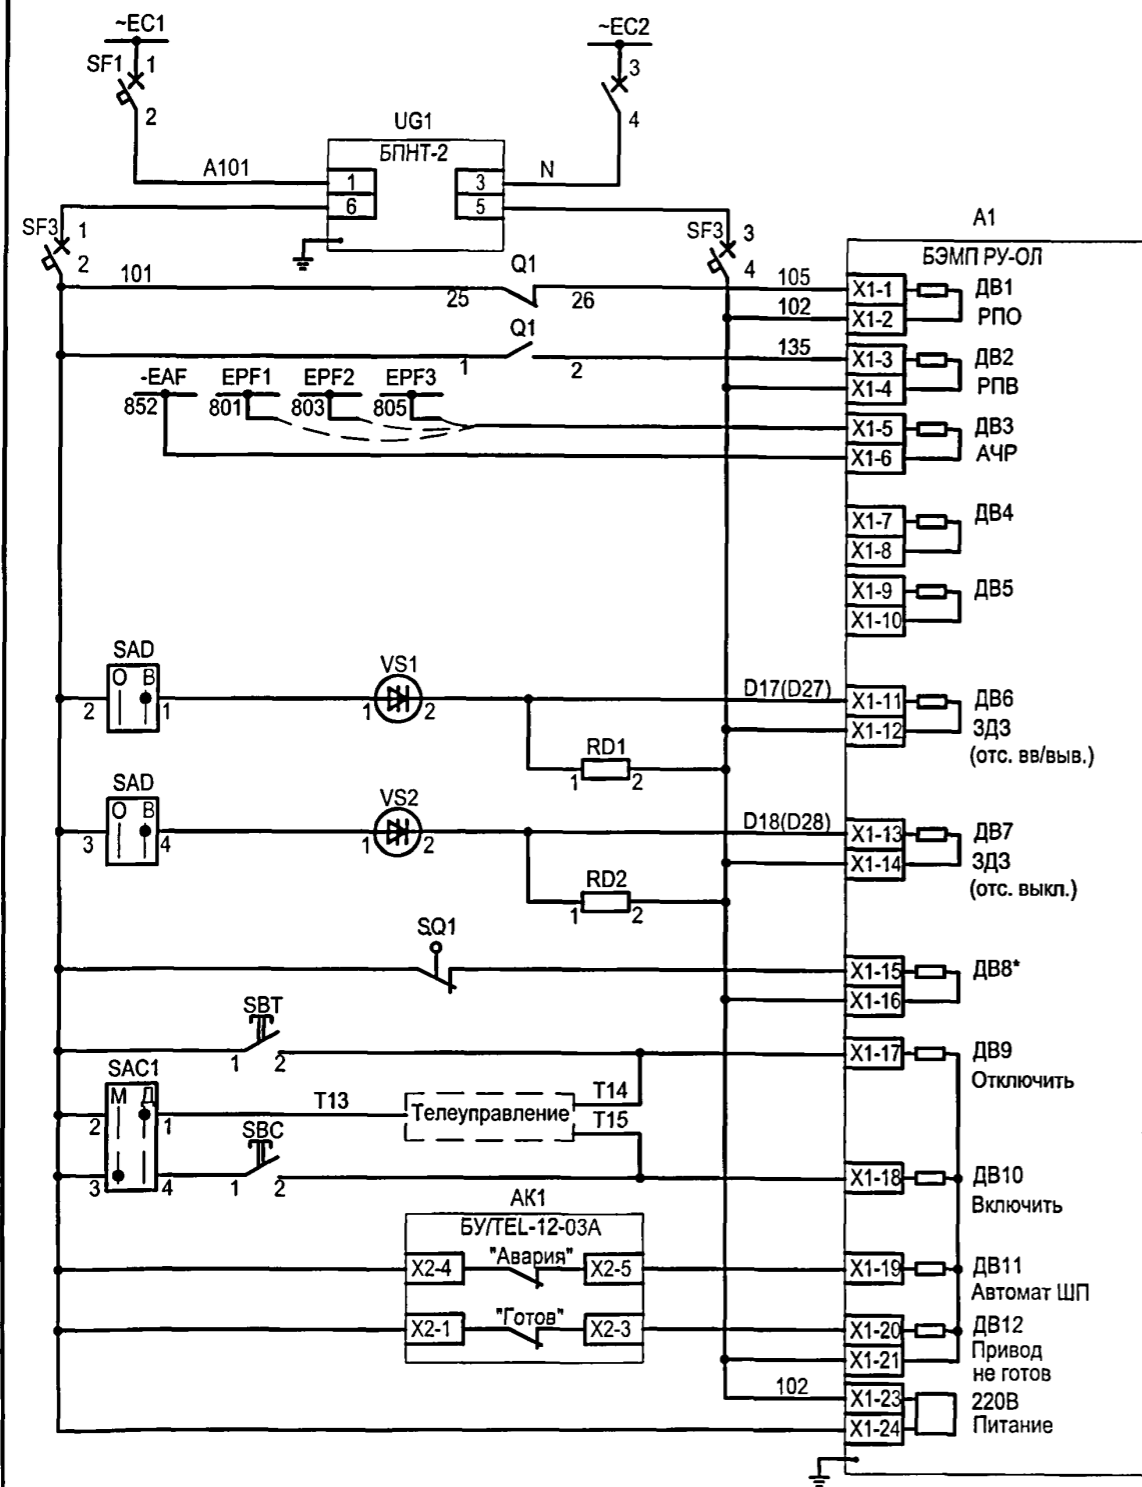 ~EC1
~EC2
SF1
1
2
3
4
UG1
БПНТ-2
A101
N
1
6
3
5
SF3
1
2
SF3
3
4
A1
БЭМП РУ-ОЛ
101
Q1
25
26
105
102
X1-1
X1-2
ДВ1
РПО
Q1
1
2
135
X1-3
X1-4
ДВ2
РПВ
-EAF
EPF1
EPF2
EPF3
852
801
803
805
X1-5
X1-6
ДВ3
АЧР
X1-7
X1-8
ДВ4
X1-9
X1-10
ДВ5
SAD
О В
2
1
VS1
1
2
D17(D27)
X1-11
X1-12
ДВ6
ЗДЗ
(отс. вв/выв.)
RD1
1
2
SAD
О В
3
4
VS2
1
2
D18(D28)
X1-13
X1-14
ДВ7
ЗДЗ
(отс. выкл.)
RD2
1
2
SQ1
X1-15
X1-16
ДВ8*
SBT
1
2
X1-17
ДВ9
Отключить
SAC1
М Д
2
1
3
4
T13
Телеуправление
T14
T15
SBC
1
2
X1-18
ДВ10
Включить
АК1
БУ/TEL-12-03А
"Авария"
X2-4
X2-5
X1-19
ДВ11
Автомат ШП
"Готов"
X2-1
X2-3
X1-20
X1-21
ДВ12
Привод
не готов
102
X1-23
X1-24
220В
Питание